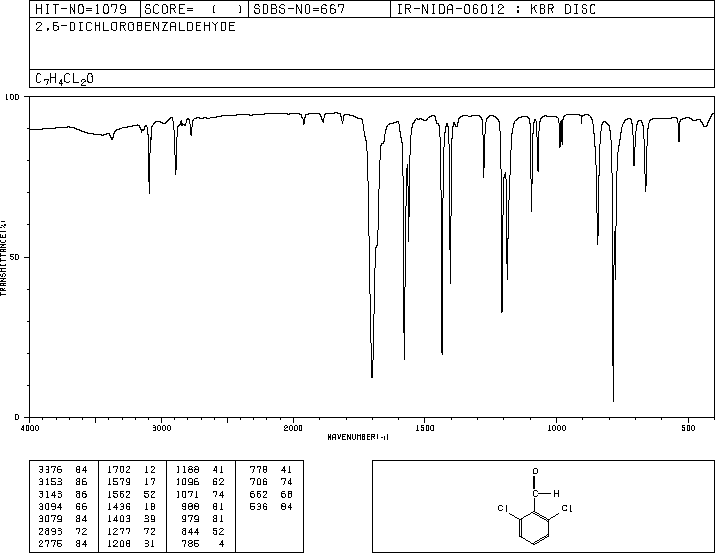 HIT-NO=1079 SCORE= ( ) SDBS-NO=667 IR-NIDA-06012 : KBR DISC
2,6-DICHLOROBENZALDEHYDE
C7H4CL2O
100
50
0
TRANSMITTANCE(%)
4000 3000 2000 1500 1000 500
WAVENUMBER(-1)
3376 84 1702 12 1188 41 778 41
3153 86 1579 17 1096 62 706 74
3143 86 1562 52 1071 74 662 68
3094 66 1436 18 988 81 536 84
3079 84 1403 39 979 81
2893 72 1277 72 844 52
2775 84 1208 31 785 4
O
C H
Cl Cl